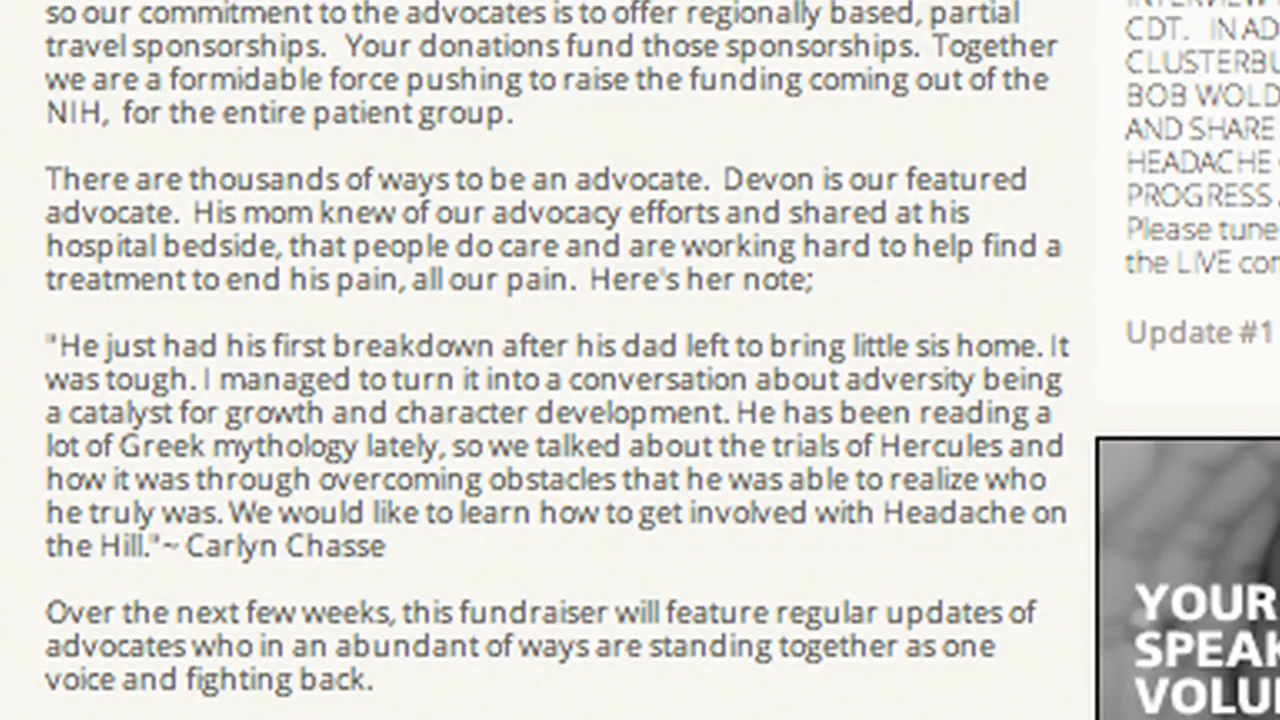 so our commitment to the advocates is to offer regionally based, partial
travel sponsorships.  Your donations fund those sponsorships.  Together
we are a formidable force pushing to raise the funding coming out of the
NIH,  for the entire patient group.
There are thousands of ways to be an advocate.  Devon is our featured
advocate.  His mom knew of our advocacy efforts and shared at his
hospital bedside, that people do care and are working hard to help find a
treatment to end his pain, all our pain.  Here's her note;
"He just had his first breakdown after his dad left to bring little sis home. It
was tough. I managed to turn it into a conversation about adversity being
a catalyst for growth and character development. He has been reading a
lot of Greek mythology lately, so we talked about the trials of Hercules and
how it was through overcoming obstacles that he was able to realize who
he truly was. We would like to learn how to get involved with Headache on
the Hill."~ Carlyn Chasse
Over the next few weeks, this fundraiser will feature regular updates of
advocates who in an abundant of ways are standing together as one
voice and fighting back.
CDT.   IN AD
CLUSTERBU
BOB WOLD
AND SHARE
HEADACHE
PROGRESS
Please tune
the LIVE con
Update #1
YOUR
SPEAK
VOLU